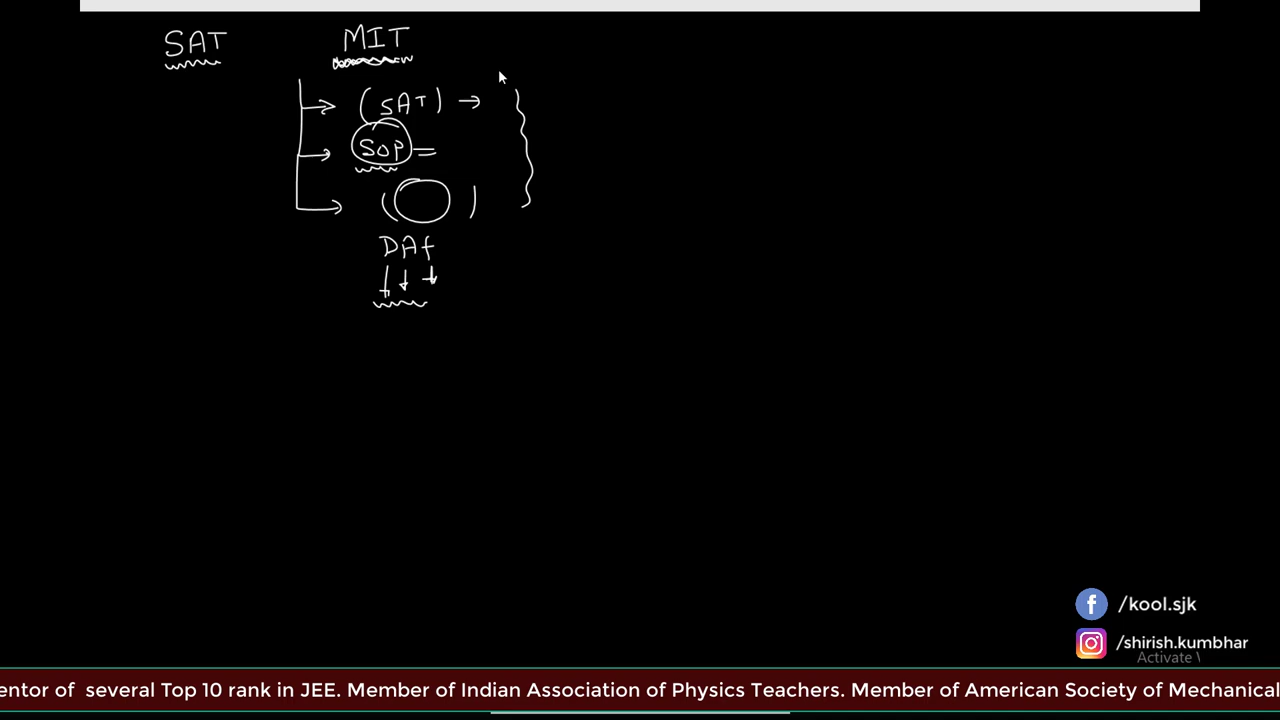 SAT MIT
(SAT) →
SOP =
( )
DAf
/kool.sjk
/shirish.kumbhar
Activate \
entor of several Top 10 rank in JEE. Member of Indian Association of Physics Teachers. Member of American Society of Mechanical